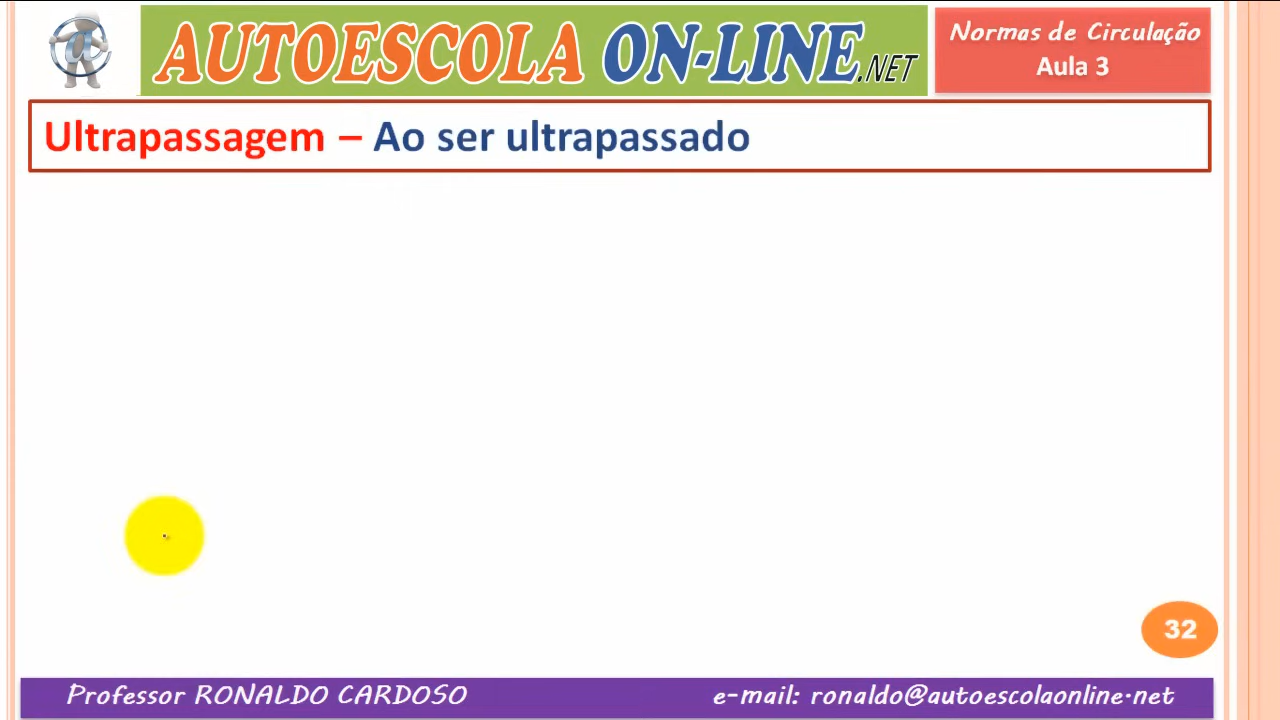 AUTOESCOLA ON-LINE.NET
Normas de Circulação
Aula 3
Ultrapassagem – Ao ser ultrapassado
32
Professor RONALDO CARDOSO
e-mail: ronaldo@autoescolaonline.net